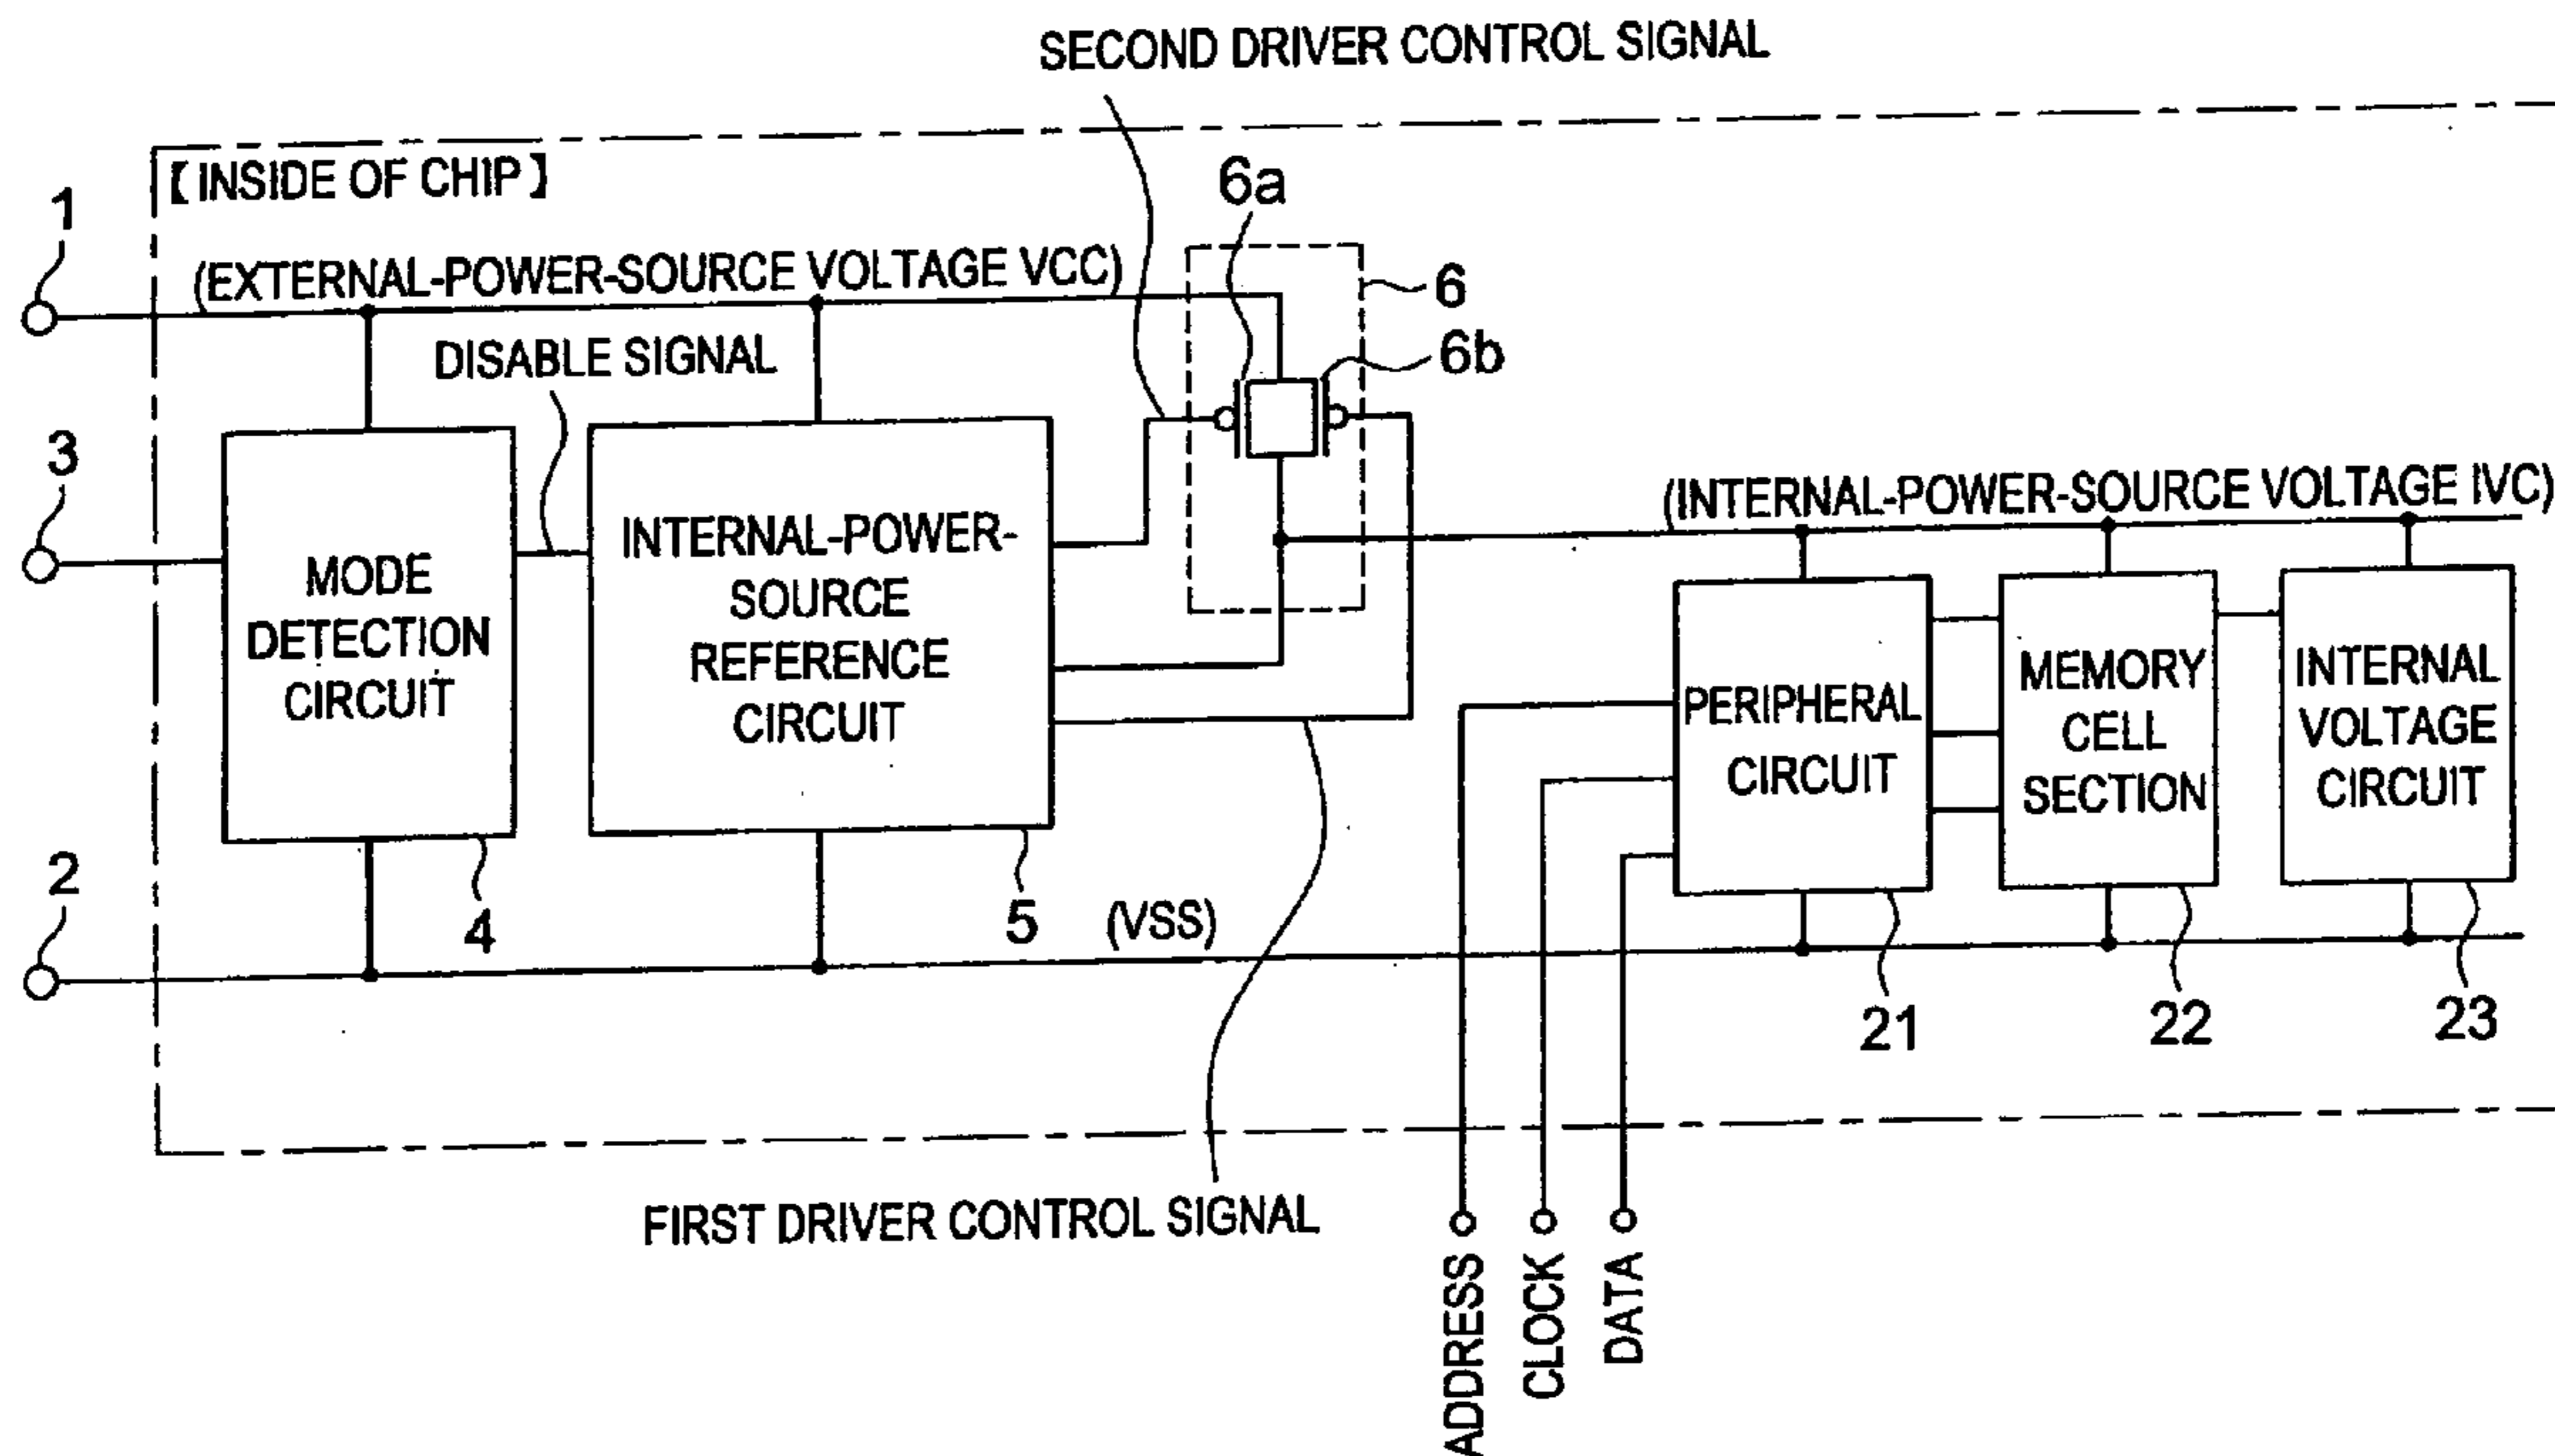 SECOND DRIVER CONTROL SIGNAL
【INSIDE OF CHIP】
6a
1
(EXTERNAL-POWER-SOURCE VOLTAGE VCC)
6
DISABLE SIGNAL
6b
3
(INTERNAL-POWER-SOURCE VOLTAGE IVC)
MODE
DETECTION
CIRCUIT
INTERNAL-POWER-
SOURCE
REFERENCE
CIRCUIT
PERIPHERAL
CIRCUIT
MEMORY
CELL
SECTION
INTERNAL
VOLTAGE
CIRCUIT
2
4
5
(VSS)
21
22
23
FIRST DRIVER CONTROL SIGNAL
ADDRESS
CLOCK
DATA